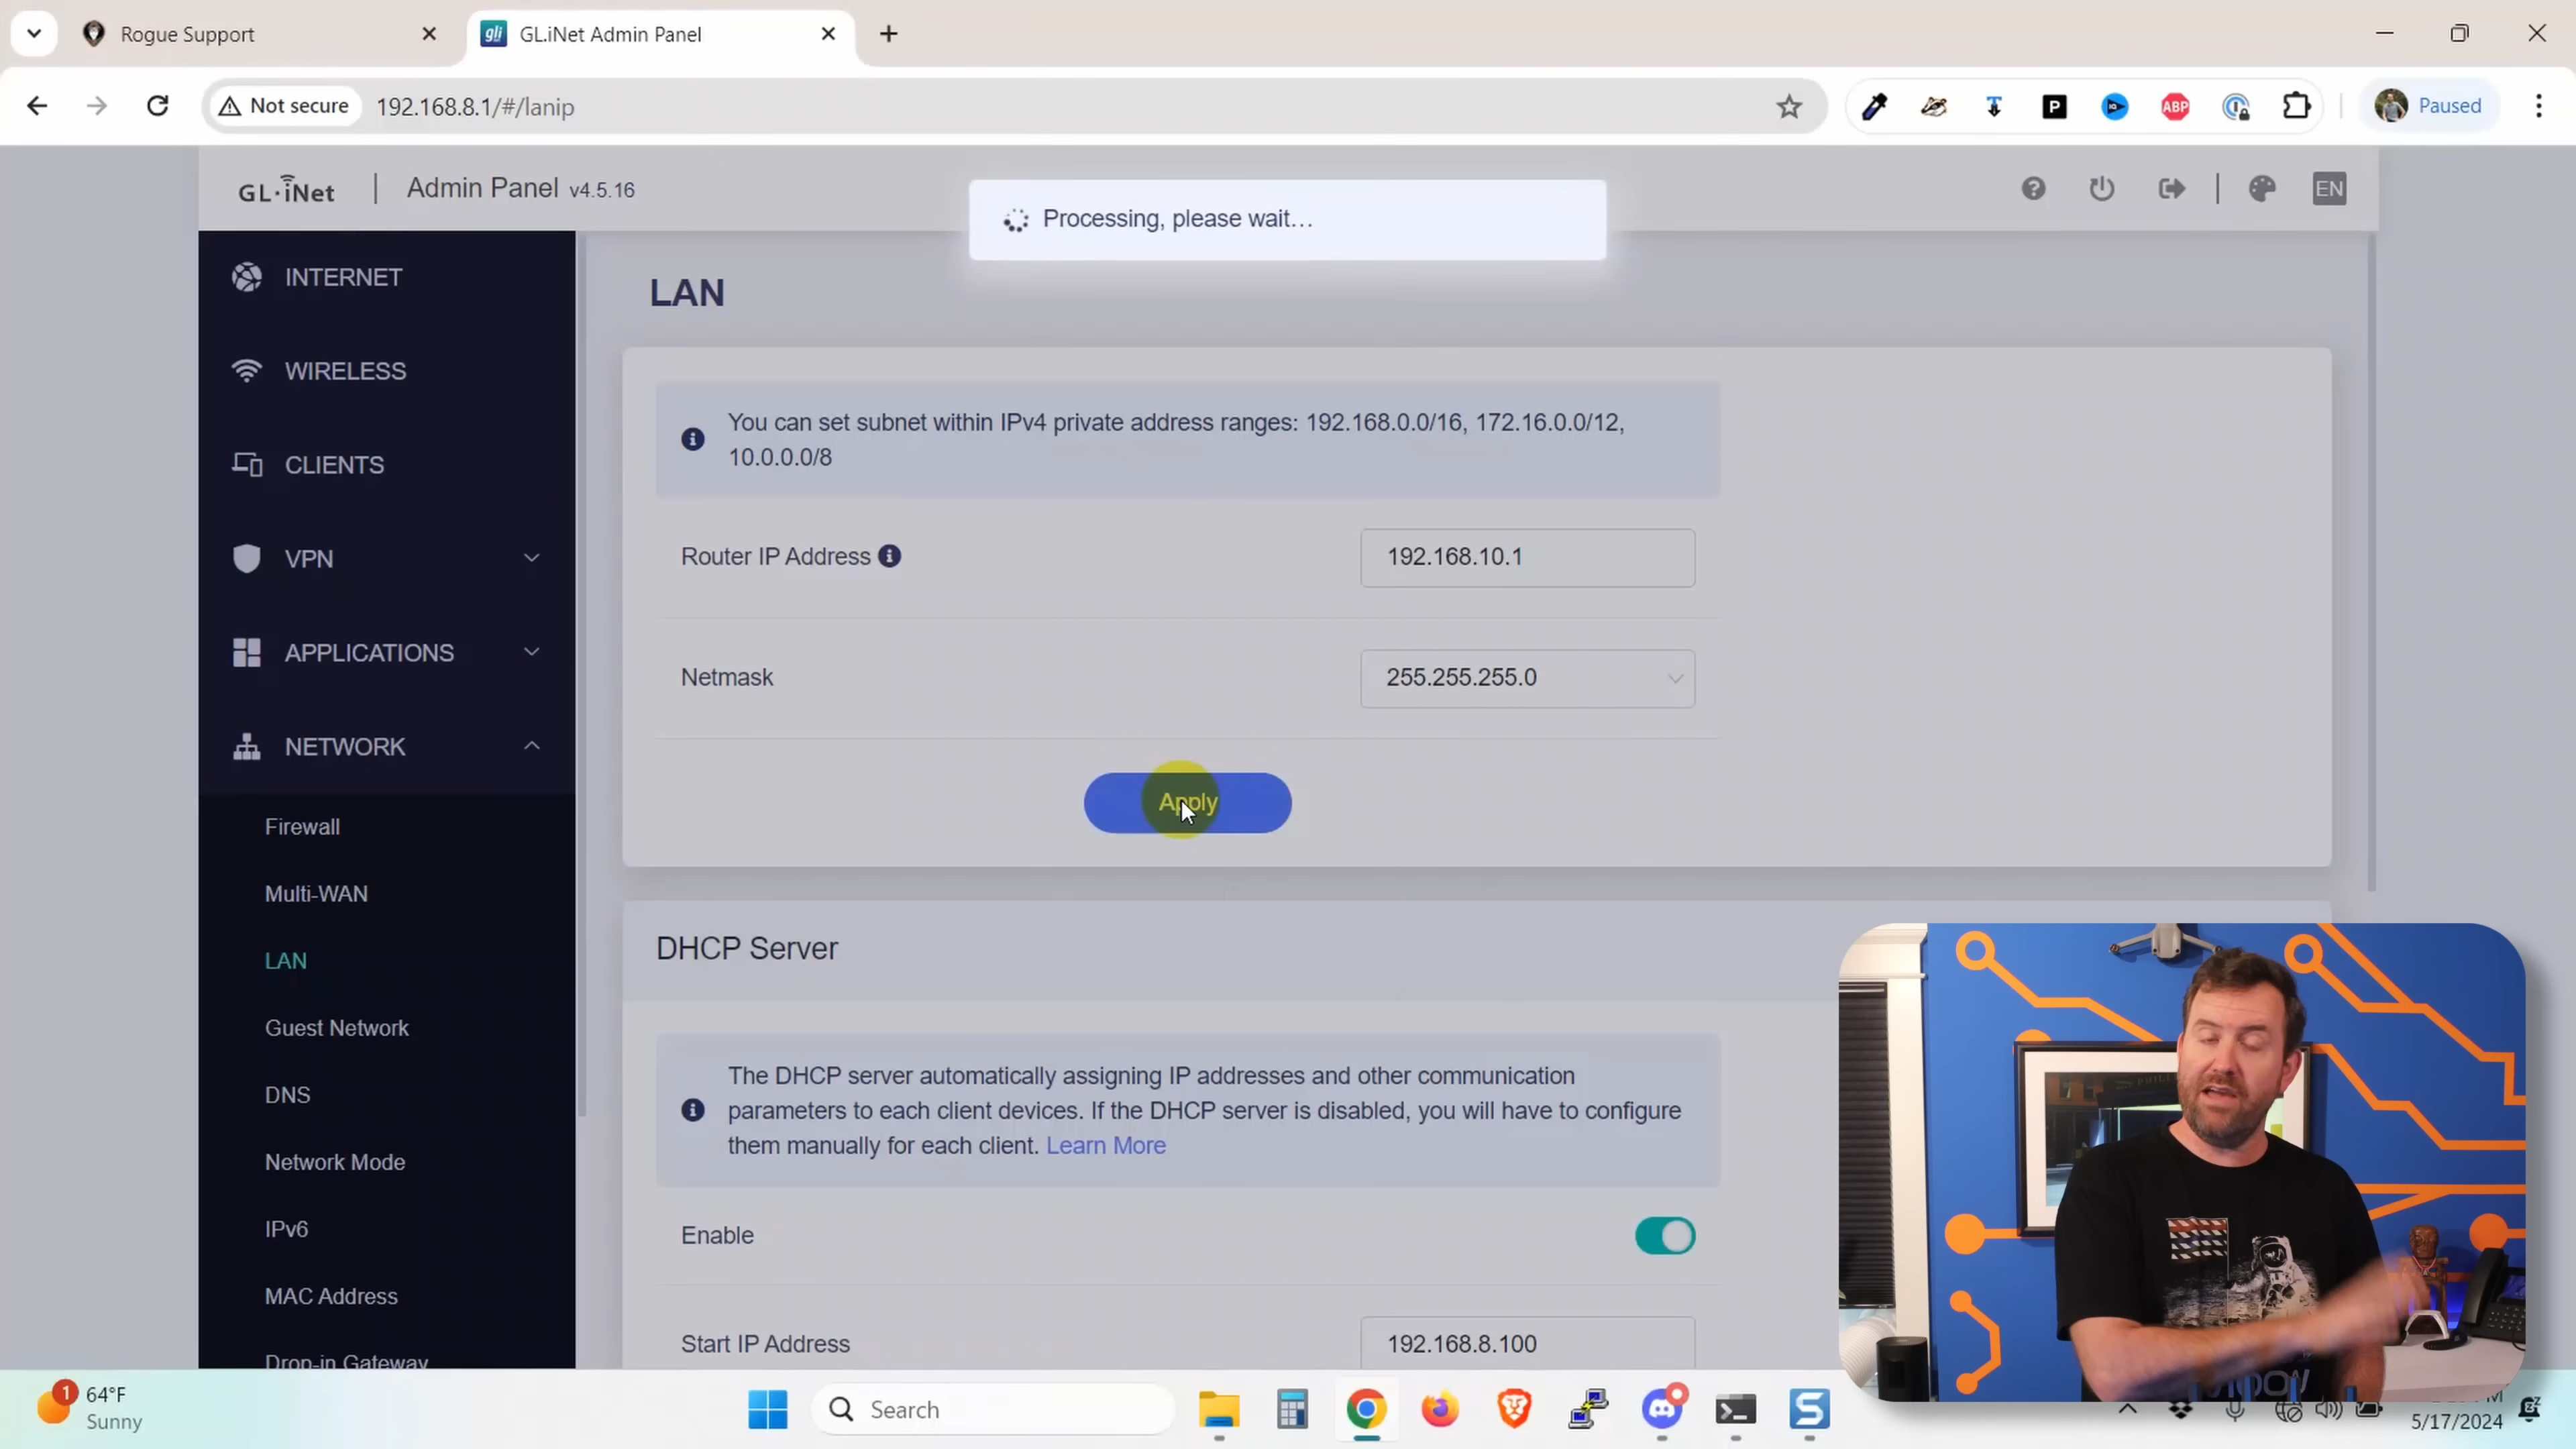 Rogue Support
GL.iNet Admin Panel
Not secure
192.168.8.1/#/lanip
P
ABP
Paused
GL·iNet
Admin Panel v4.5.16
Processing, please wait…
EN
INTERNET
WIRELESS
CLIENTS
VPN
APPLICATIONS
NETWORK
Firewall
Multi-WAN
LAN
Guest Network
DNS
Network Mode
IPv6
MAC Address
Drop-in Gateway
LAN
You can set subnet within IPv4 private address ranges: 192.168.0.0/16, 172.16.0.0/12,
10.0.0.0/8
Router IP Address
192.168.10.1
Netmask
255.255.255.0
Apply
DHCP Server
The DHCP server automatically assigning IP addresses and other communication
parameters to each client devices. If the DHCP server is disabled, you will have to configure
them manually for each client. Learn More
Enable
Start IP Address
192.168.8.100
1
64°F
Sunny
Search
5/17/2024